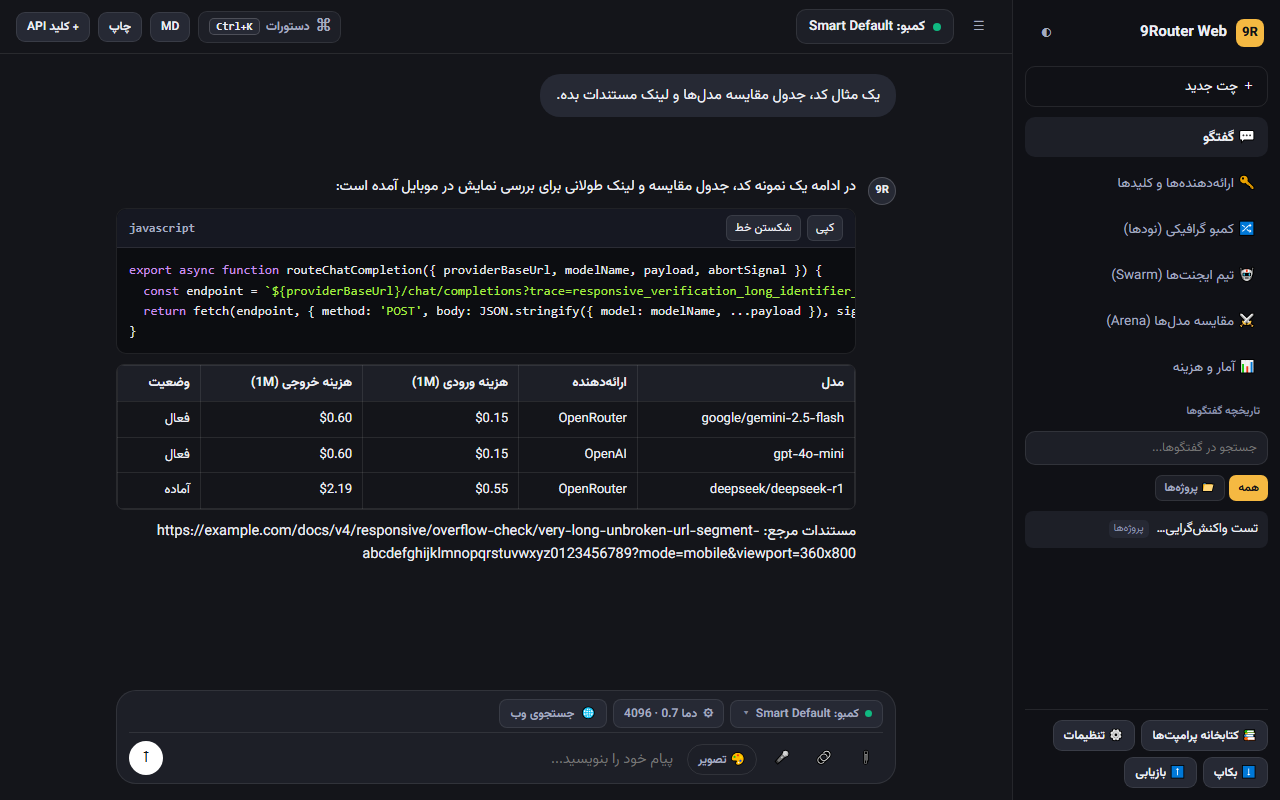 9R 9Router Web
+ چت جدید
گفتگو
ارائه‌دهنده‌ها و کلیدها
کمبو گرافیکی (نودها)
تیم ایجنت‌ها (Swarm)
مقایسه مدل‌ها (Arena)
آمار و هزینه
تاریخچه گفتگوها
جستجو در گفتگوها...
همه پروژه‌ها
تست واکنش‌گرایی… پروژه‌ها
کتابخانه پرامپت‌ها تنظیمات
بکاپ بازیابی
کمبو: Smart Default
⌘ دستورات Ctrl+K
MD
چاپ
+ کلید API
یک مثال کد، جدول مقایسه مدل‌ها و لینک مستندات بده.
9R
در ادامه یک نمونه کد، جدول مقایسه و لینک طولانی برای بررسی نمایش در موبایل آمده است:
کپی شکستن خط javascript
export async function routeChatCompletion({ providerBaseUrl, modelName, payload, abortSignal }) {
const endpoint = `${providerBaseUrl}/chat/completions?trace=responsive_verification_long_identifier_
return fetch(endpoint, { method: 'POST', body: JSON.stringify({ model: modelName, ...payload }), sig
}
مدل ارائه‌دهنده هزینه ورودی (1M) هزینه خروجی (1M) وضعیت
google/gemini-2.5-flash OpenRouter $0.15 $0.60 فعال
gpt-4o-mini OpenAI $0.15 $0.60 فعال
deepseek/deepseek-r1 OpenRouter $0.55 $2.19 آماده
مستندات مرجع: https://example.com/docs/v4/responsive/overflow-check/very-long-unbroken-url-segment-
abcdefghijklmnopqrstuvwxyz0123456789?mode=mobile&viewport=360x800
کمبو: Smart Default دما 0.7 · 4096 جستجوی وب
تصویر پیام خود را بنویسید...